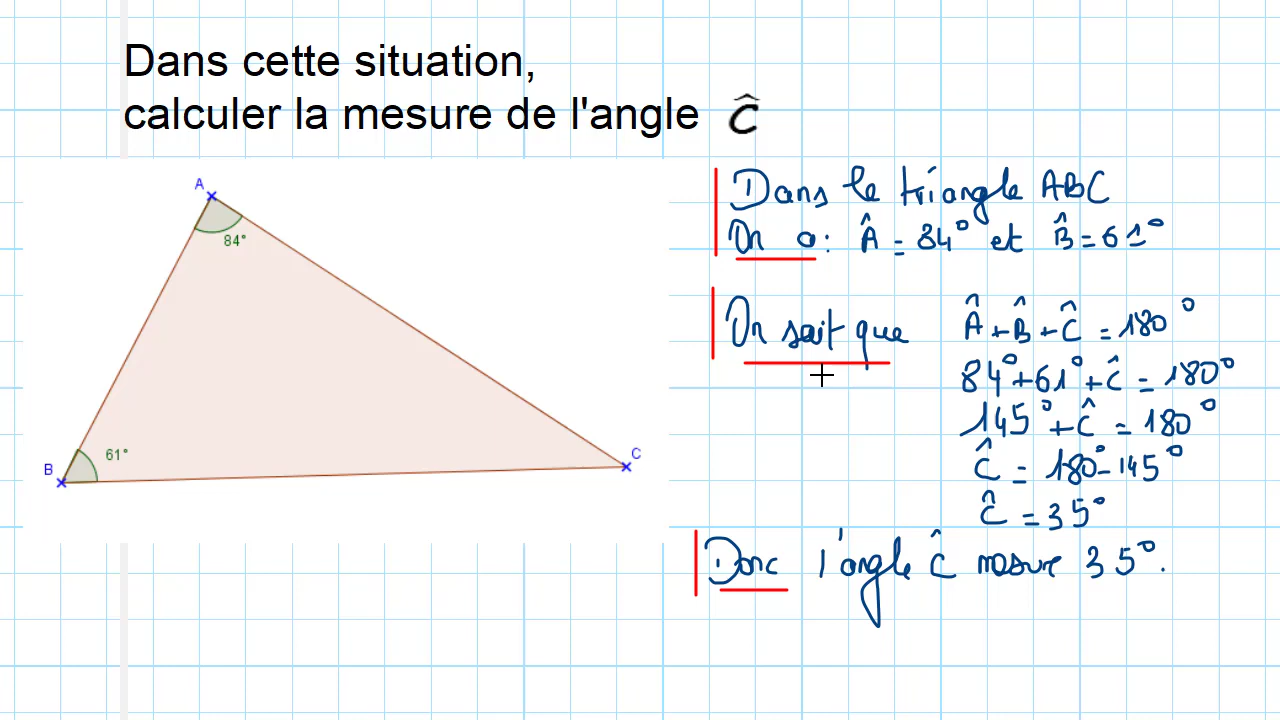 Dans cette situation,
calculer la mesure de l'angle Ĉ
A
84°
B
61°
C
Dans le triangle ABC
On a : Â = 84° et B̂ = 61°
On sait que Â + B̂ + Ĉ = 180°
84° + 61° + Ĉ = 180°
145° + Ĉ = 180°
Ĉ = 180° - 145°
Ĉ = 35°
Donc l'angle Ĉ mesure 35°.